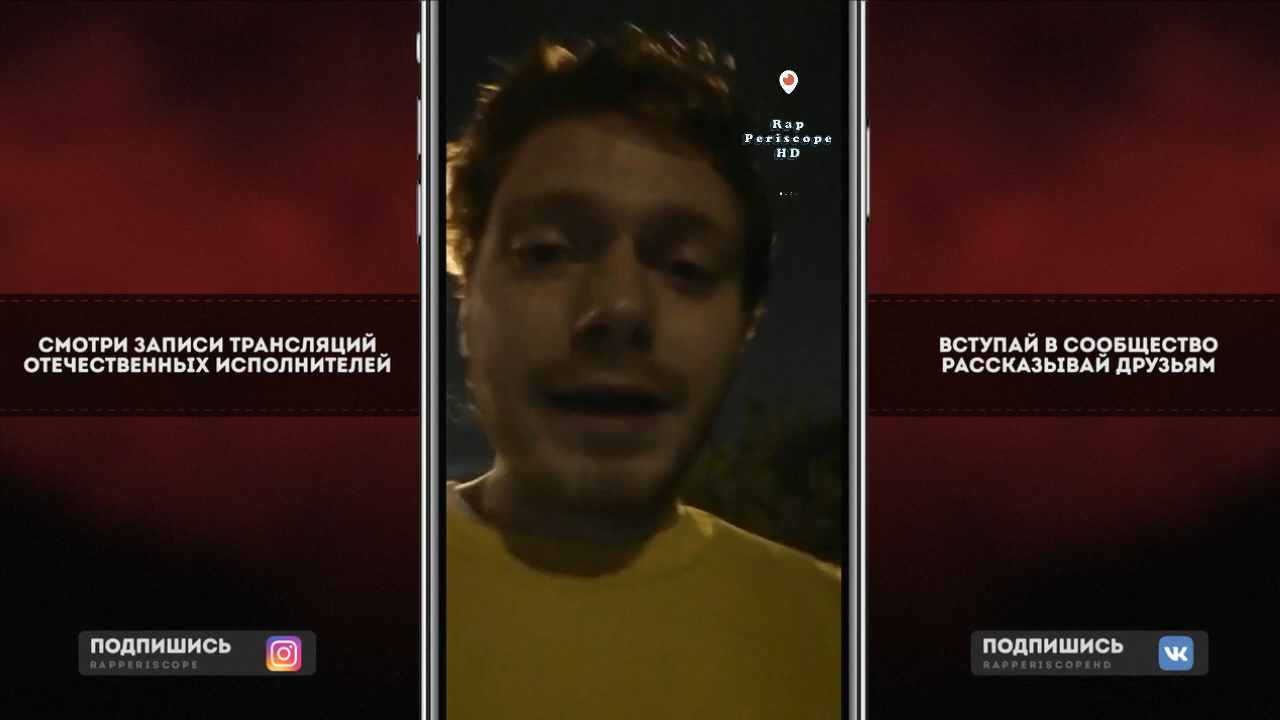 Rap
Periscope
HD
СМОТРИ ЗАПИСИ ТРАНСЛЯЦИЙ
ОТЕЧЕСТВЕННЫХ ИСПОЛНИТЕЛЕЙ
ВСТУПАЙ В СООБЩЕСТВО
РАССКАЗЫВАЙ ДРУЗЬЯМ
ПОДПИШИСЬ
RAPPERISCOPE
ПОДПИШИСЬ
RAPPERISCOPEHD